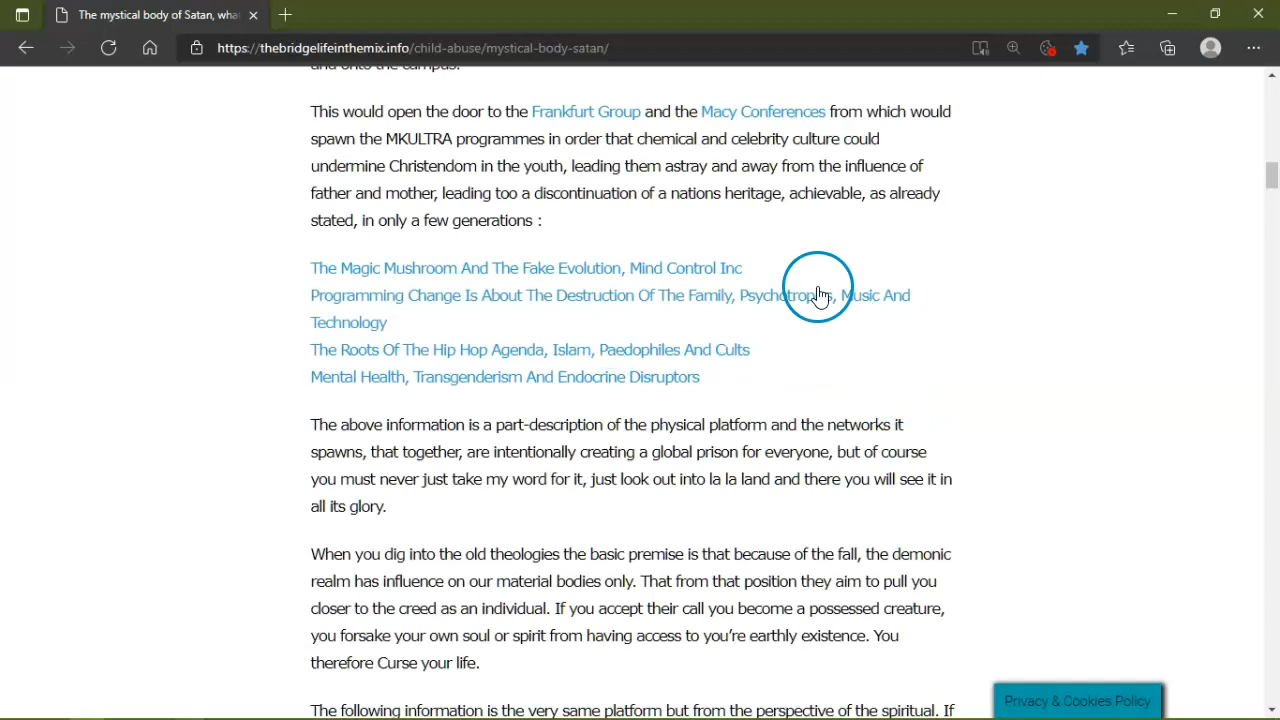 The mystical body of Satan, wha
https://thebridgelifeinthemix.info/child-abuse/mystical-body-satan/
and onto the campus.
This would open the door to the Frankfurt Group and the Macy Conferences from which would
spawn the MKULTRA programmes in order that chemical and celebrity culture could
undermine Christendom in the youth, leading them astray and away from the influence of
father and mother, leading too a discontinuation of a nations heritage, achievable, as already
stated, in only a few generations :
The Magic Mushroom And The Fake Evolution, Mind Control Inc
Programming Change Is About The Destruction Of The Family, Psychotropics, Music And
Technology
The Roots Of The Hip Hop Agenda, Islam, Paedophiles And Cults
Mental Health, Transgenderism And Endocrine Disruptors
The above information is a part-description of the physical platform and the networks it
spawns, that together, are intentionally creating a global prison for everyone, but of course
you must never just take my word for it, just look out into la la land and there you will see it in
all its glory.
When you dig into the old theologies the basic premise is that because of the fall, the demonic
realm has influence on our material bodies only. That from that position they aim to pull you
closer to the creed as an individual. If you accept their call you become a possessed creature,
you forsake your own soul or spirit from having access to you're earthly existence. You
therefore Curse your life.
Privacy & Cookies Policy
The following information is the very same platform but from the perspective of the spiritual. If